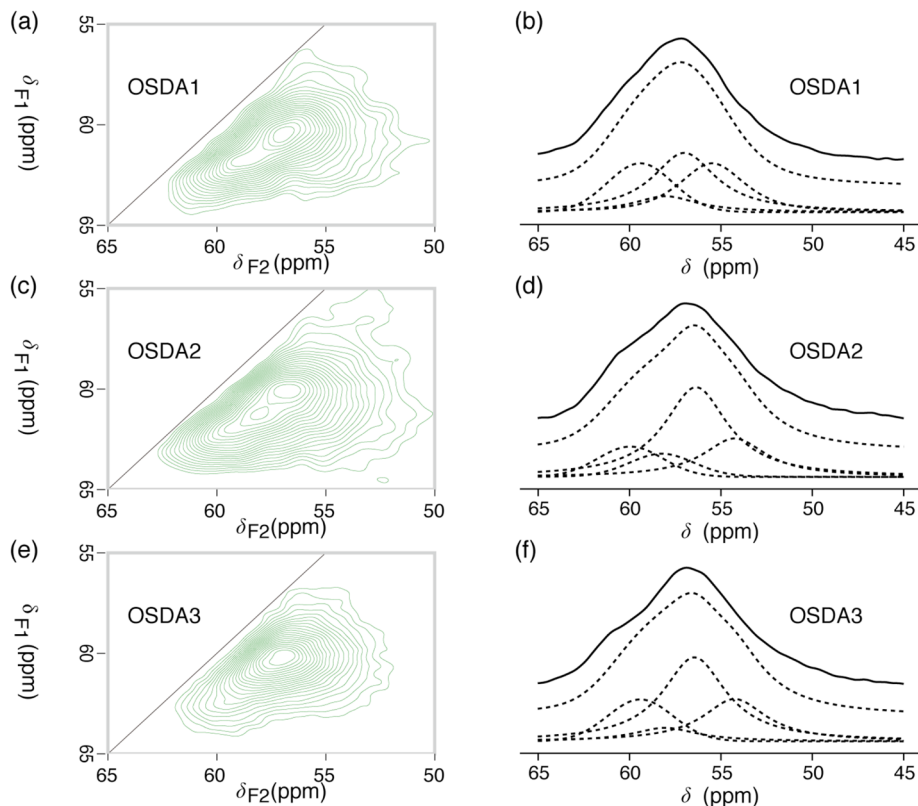 (a)
55
60
65
δF1 (ppm)
OSDA1
65 60 55 50
δF2 (ppm)
(b)
OSDA1
65 60 55 50 45
δ (ppm)
(c)
55
60
65
δF1 (ppm)
OSDA2
65 60 55 50
δF2(ppm)
(d)
OSDA2
65 60 55 50 45
δ (ppm)
(e)
55
60
65
δF1 (ppm)
OSDA3
65 60 55 50
δF2(ppm)
(f)
OSDA3
65 60 55 50 45
δ (ppm)